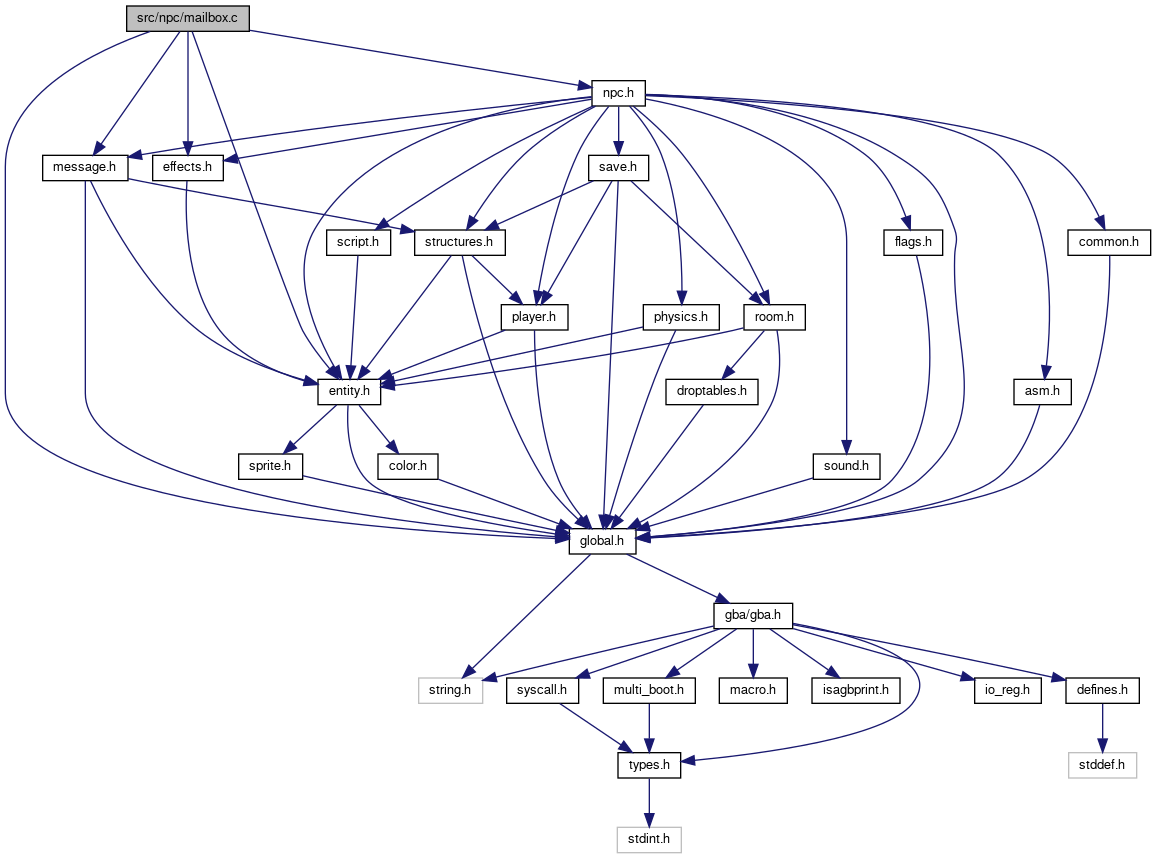 src/npc/mailbox.c
npc.h
message.h
effects.h
save.h
script.h
structures.h
flags.h
common.h
player.h
physics.h
room.h
entity.h
droptables.h
asm.h
sprite.h
color.h
sound.h
global.h
gba/gba.h
string.h
syscall.h
multi_boot.h
macro.h
isagbprint.h
io_reg.h
defines.h
types.h
stddef.h
stdint.h